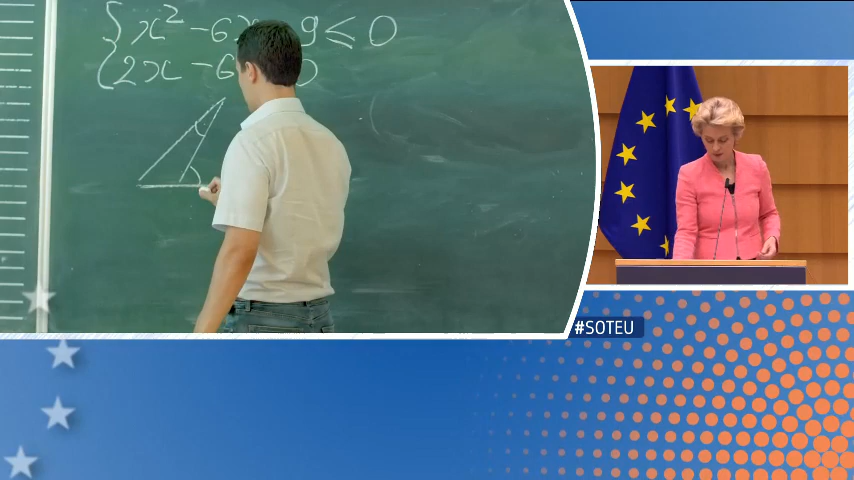 x² - 6x 9 ≤ 0
2x - 6
#SOTEU